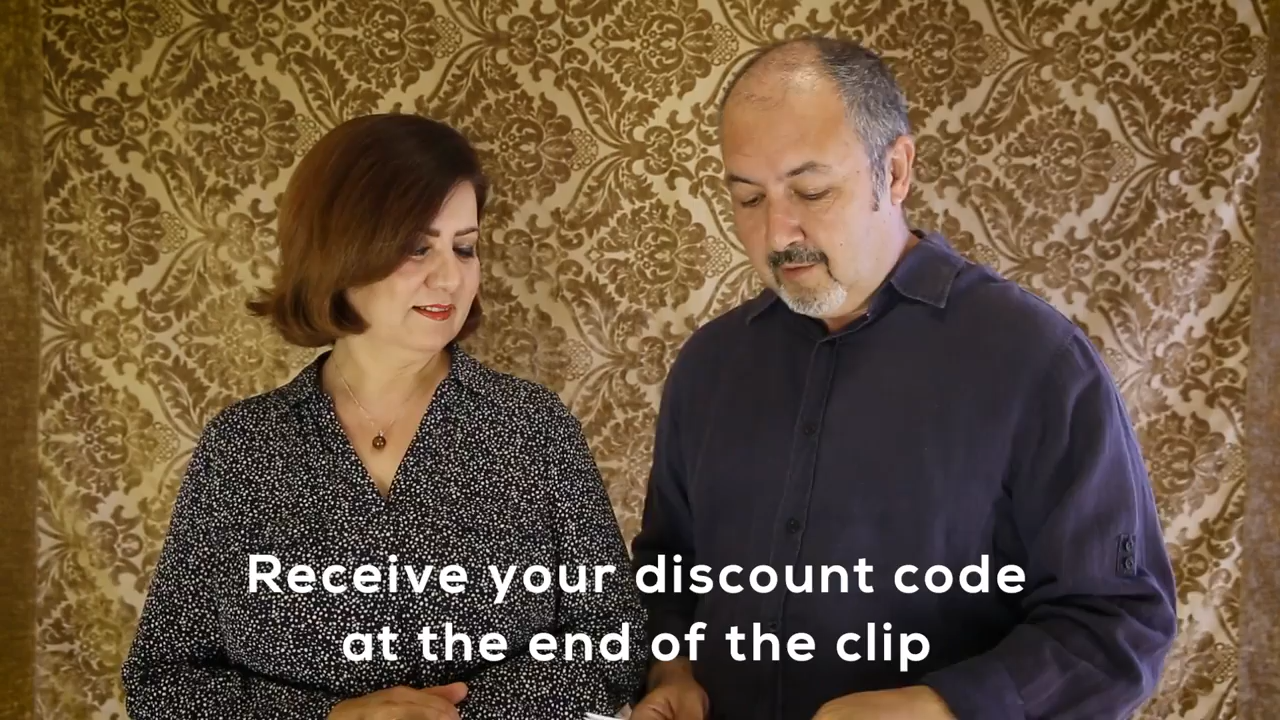 Receive your discount code
at the end of the clip